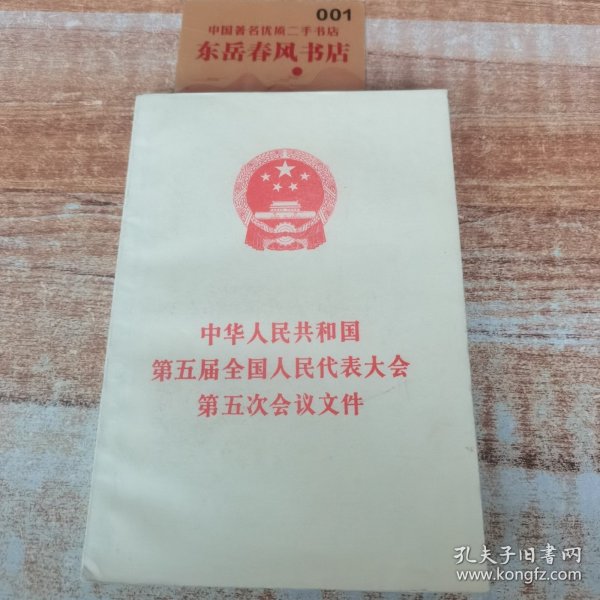 001
中国著名优质二手书店
东岳春风书店
中华人民共和国
第五届全国人民代表大会
第五次会议文件
孔夫子旧书网
www.kongfz.com